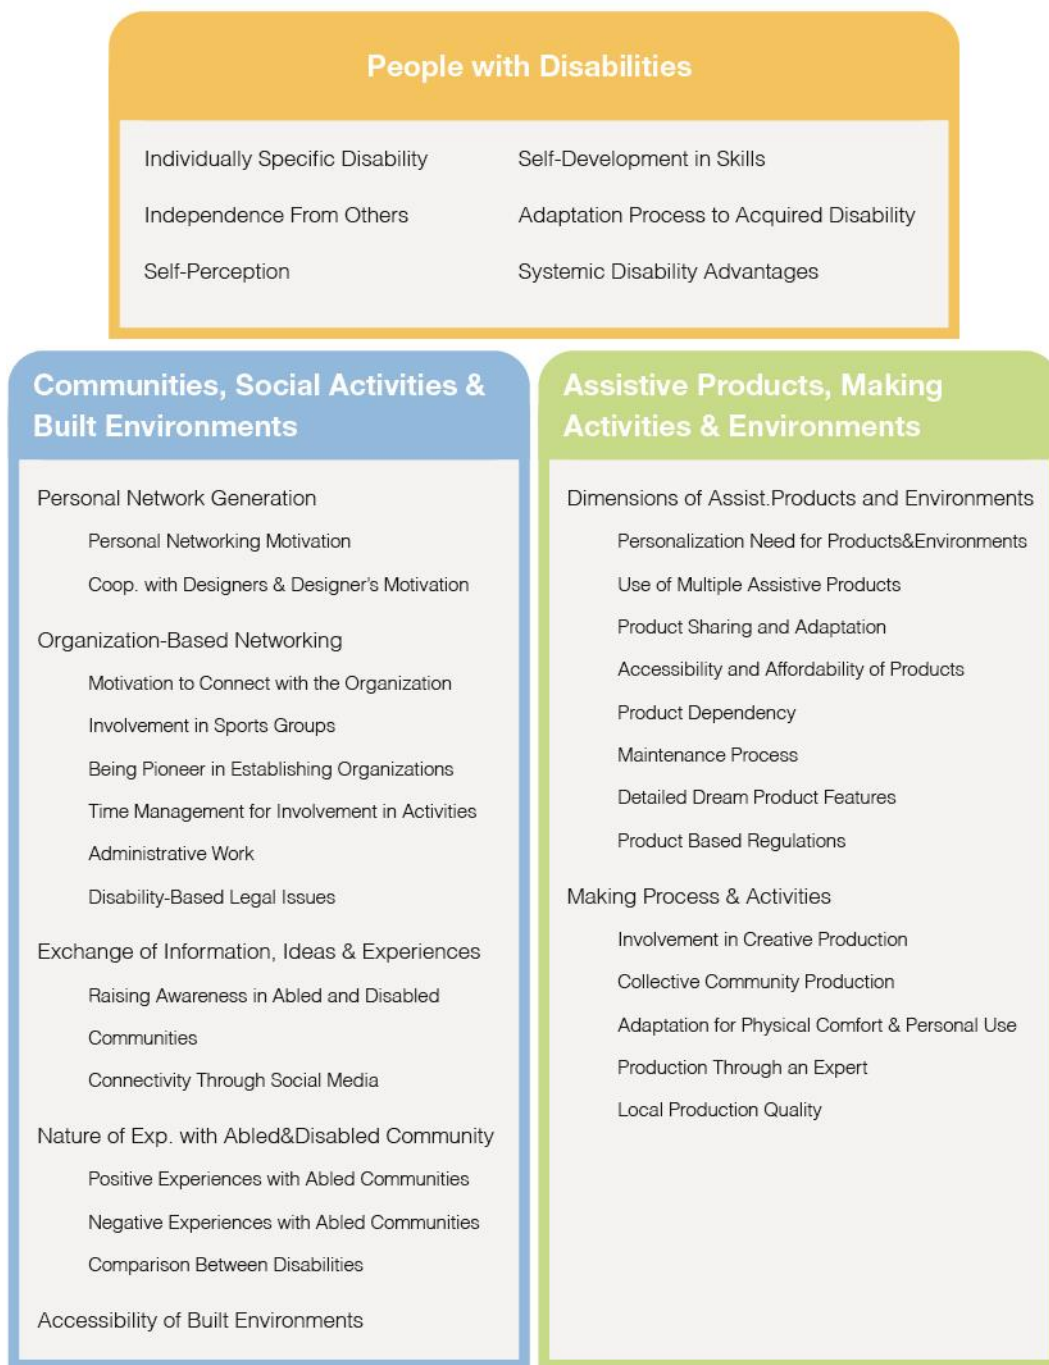 People with Disabilities
Individually Specific Disability
Independence From Others
Self-Perception
Self-Development in Skills
Adaptation Process to Acquired Disability
Systemic Disability Advantages
Communities, Social Activities &
Built Environments
Personal Network Generation
Personal Networking Motivation
Coop. with Designers & Designer's Motivation
Organization-Based Networking
Motivation to Connect with the Organization
Involvement in Sports Groups
Being Pioneer in Establishing Organizations
Time Management for Involvement in Activities
Administrative Work
Disability-Based Legal Issues
Exchange of Information, Ideas & Experiences
Raising Awareness in Abled and Disabled
Communities
Connectivity Through Social Media
Nature of Exp. with Abled&Disabled Community
Positive Experiences with Abled Communities
Negative Experiences with Abled Communities
Comparison Between Disabilities
Accessibility of Built Environments
Assistive Products, Making
Activities & Environments
Dimensions of Assist.Products and Environments
Personalization Need for Products&Environments
Use of Multiple Assistive Products
Product Sharing and Adaptation
Accessibility and Affordability of Products
Product Dependency
Maintenance Process
Detailed Dream Product Features
Product Based Regulations
Making Process & Activities
Involvement in Creative Production
Collective Community Production
Adaptation for Physical Comfort & Personal Use
Production Through an Expert
Local Production Quality